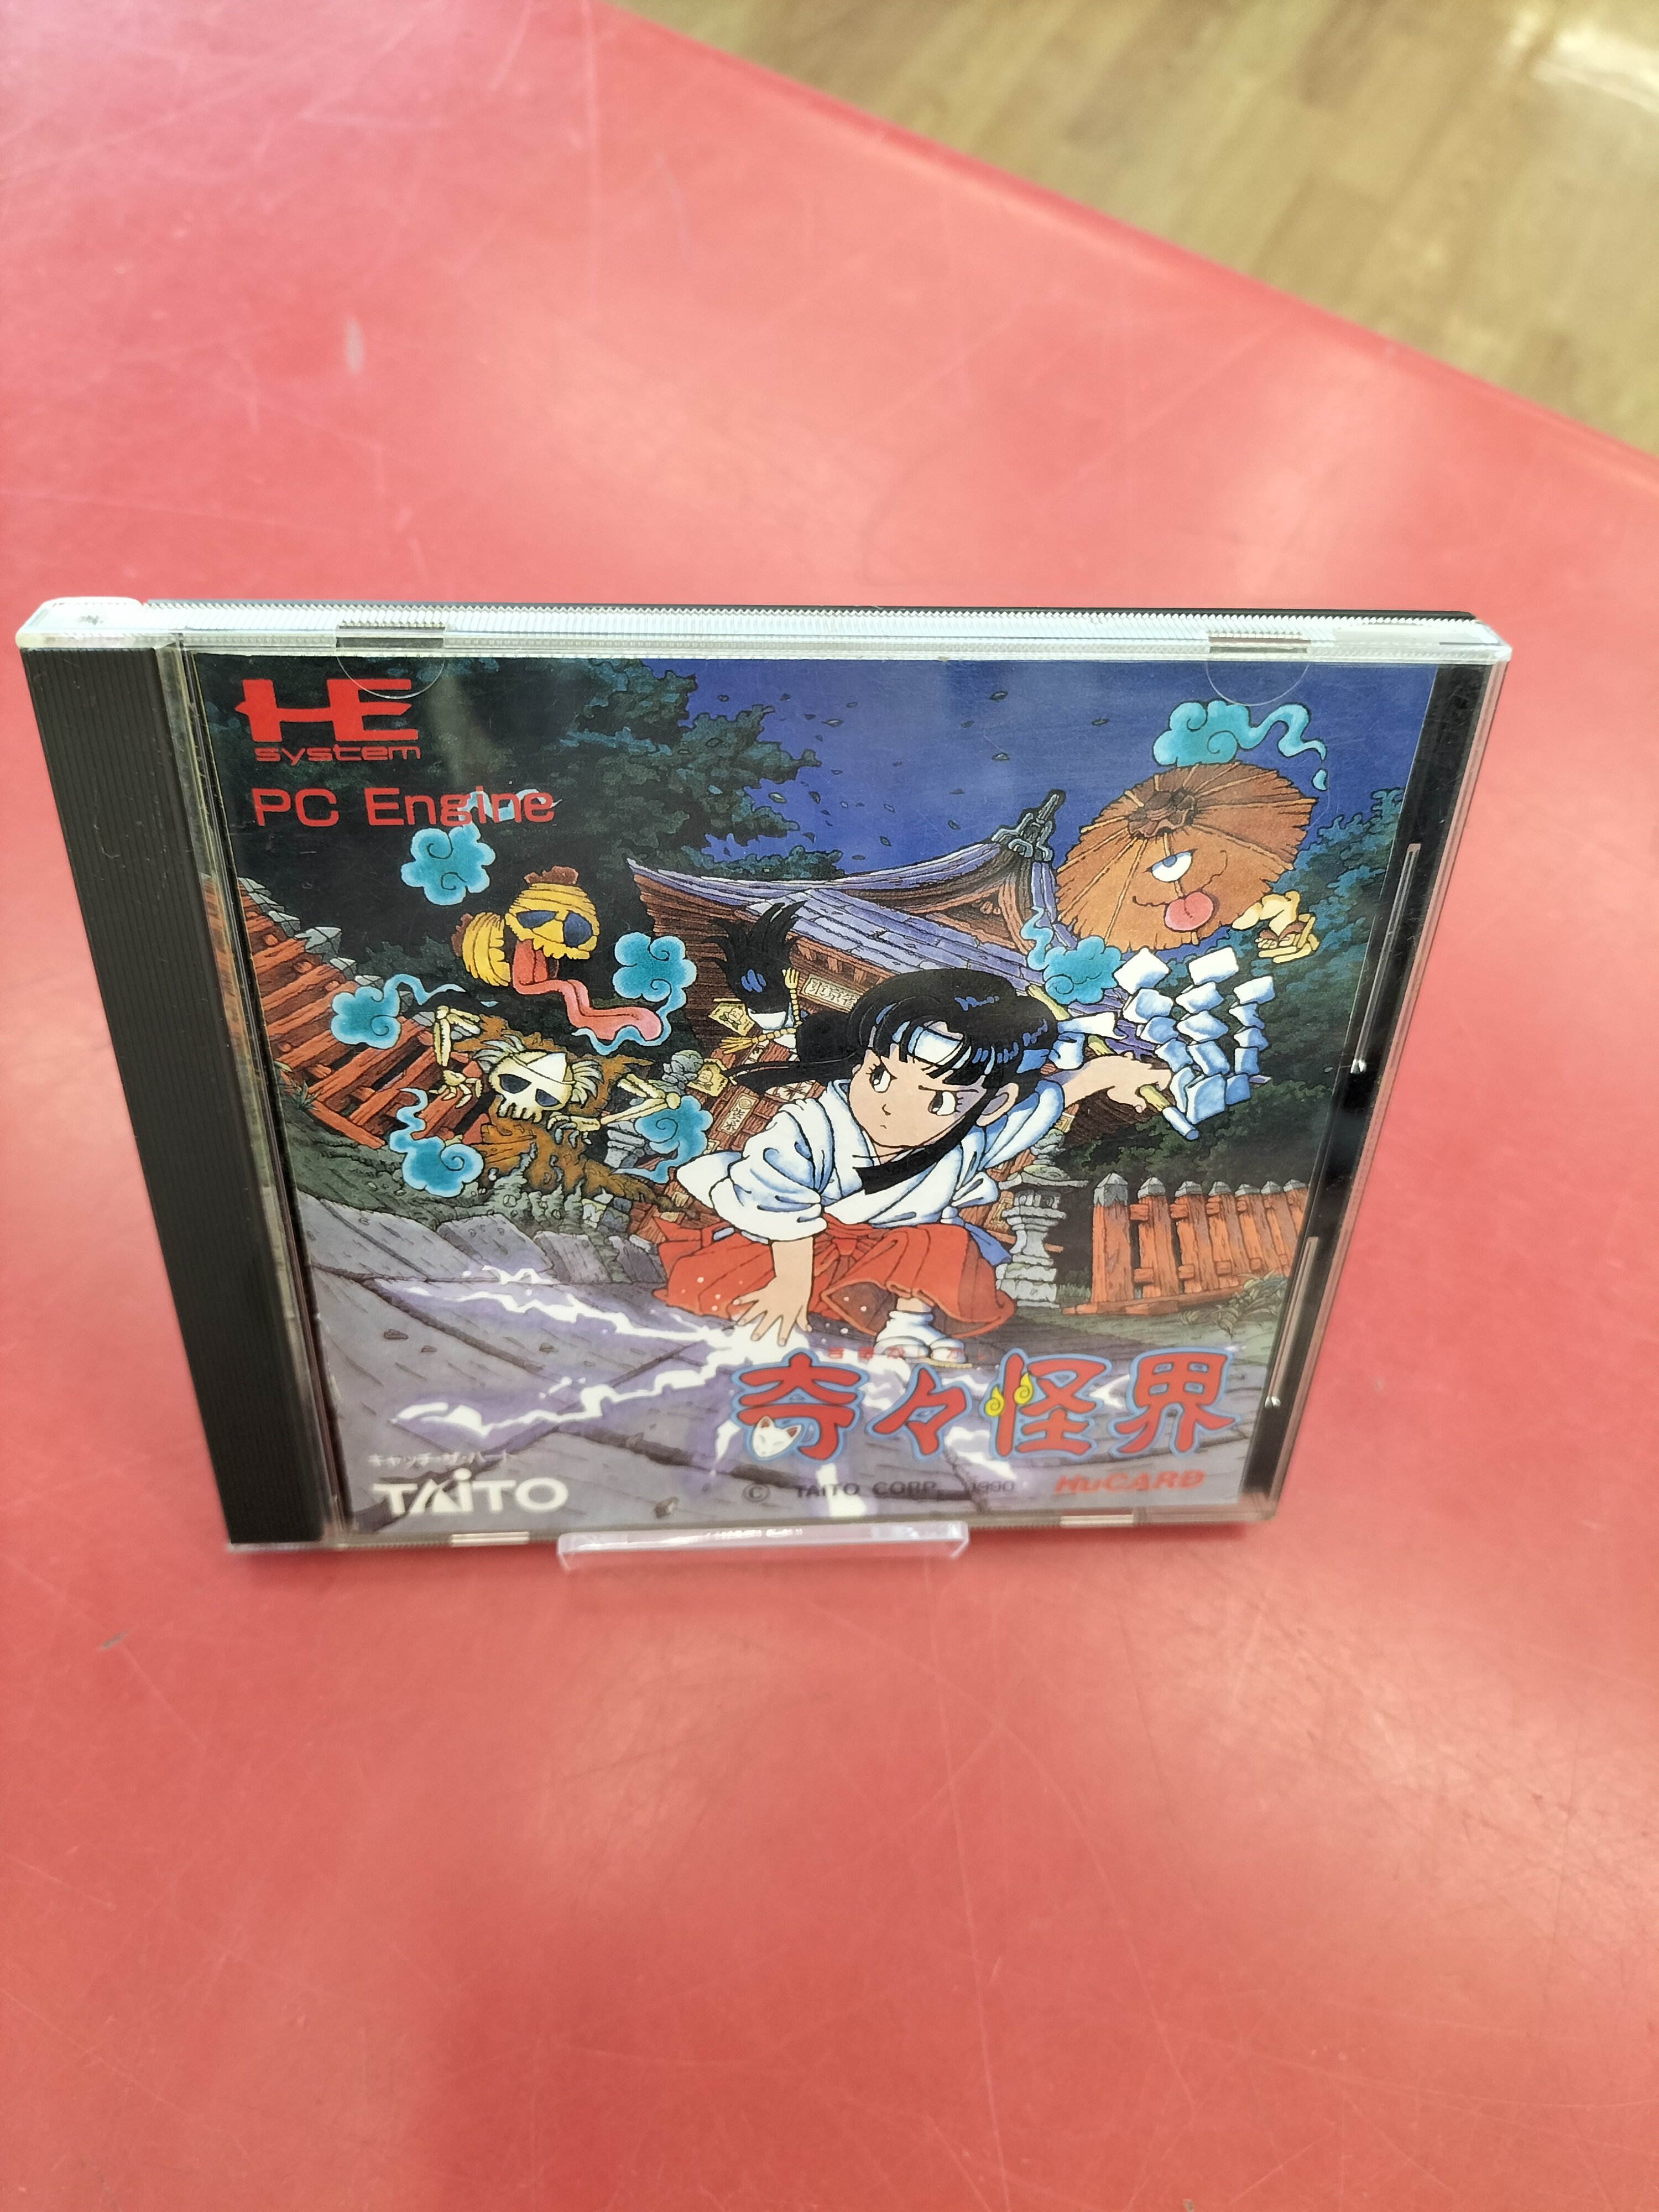 HE
system
PC Engine
奇々怪界
キャッチ・ザ・ハート
TAITO
© TAITO CORP. 1990
HuCARD